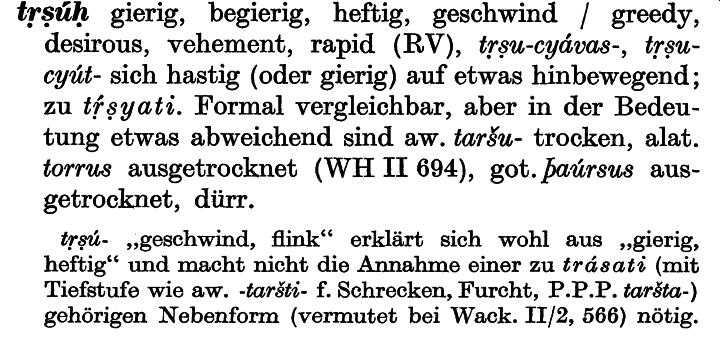 tr̥ṣúḥ gierig, begierig, heftig, geschwind / greedy,
desirous, vehement, rapid (RV), tr̥ṣu-cyávas-, tr̥ṣu-
cyút- sich hastig (oder gierig) auf etwas hinbewegend;
zu tŕ̥ṣyati. Formal vergleichbar, aber in der Bedeu-
tung etwas abweichend sind aw. taršu- trocken, alat.
torrus ausgetrocknet (WH II 694), got. þaúrsus aus-
getrocknet, dürr.
tr̥ṣú- „geschwind, flink“ erklärt sich wohl aus „gierig,
heftig“ und macht nicht die Annahme einer zu trásati (mit
Tiefstufe wie aw. -taršti- f. Schrecken, Furcht, P.P.P. taršta-)
gehörigen Nebenform (vermutet bei Wack. II/2, 566) nötig.